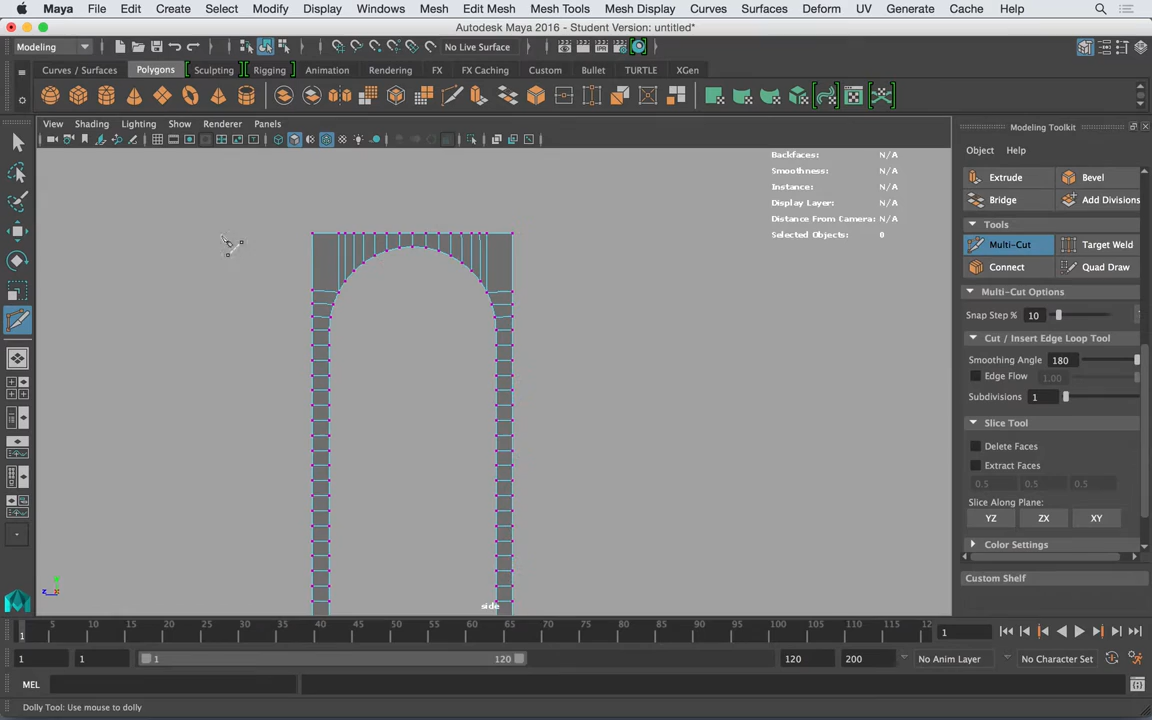 Maya File Edit Create Select Modify Display Windows Mesh Edit Mesh Mesh Tools Mesh Display Curves Surfaces Deform UV Generate Cache Help
Autodesk Maya 2016 - Student Version: untitled*
Modeling No Live Surface
Curves / Surfaces Polygons Sculpting Rigging Animation Rendering FX FX Caching Custom Bullet TURTLE XGen
View Shading Lighting Show Renderer Panels
Modeling Toolkit
Object Help
Backfaces: N/A
Smoothness: N/A
Instance: N/A
Display Layer: N/A
Distance From Camera: N/A
Selected Objects: 0
Extrude Bevel
Bridge Add Divisions
Tools
Multi-Cut Target Weld
Connect Quad Draw
Multi-Cut Options
Snap Step % 10
Cut / Insert Edge Loop Tool
Smoothing Angle 180
Edge Flow 1.00
Subdivisions 1
Slice Tool
Delete Faces
Extract Faces
0.5 0.5 0.5
Slice Along Plane:
YZ ZX XY
Color Settings
Custom Shelf
side
1 5 10 15 20 25 30 35 40 45 50 55 60 65 70 75 80 85 90 95 100 105 110 115 12
1
1 1 1 120 120 200 No Anim Layer No Character Set
MEL
Dolly Tool: Use mouse to dolly